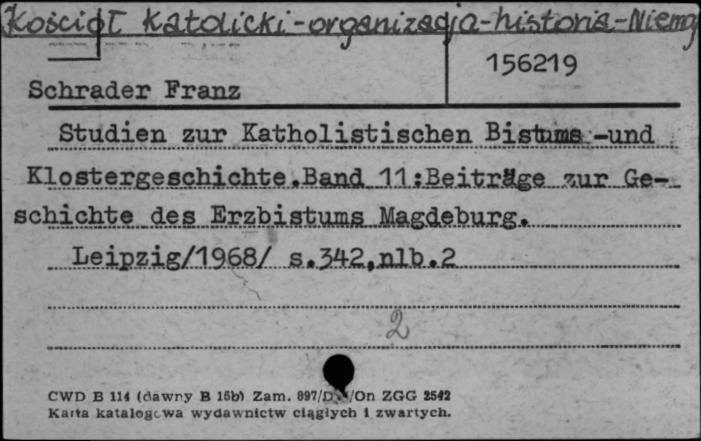 Kościół Katolicki-organizacja-historia-Niemcy
156219
Schrader Franz
Studien zur Katholistischen Bistums-und
Klostergeschichte.Band 11:Beiträge zur Ge-
schichte des Erzbistums Magdeburg.
Leipzig/1968/ s.342,nlb.2
2
CWD B 114 (dawny B 15b) Zam. 897/ /On ZGG 2542
Karta katalogowa wydawnictw ciągłych i zwartych.